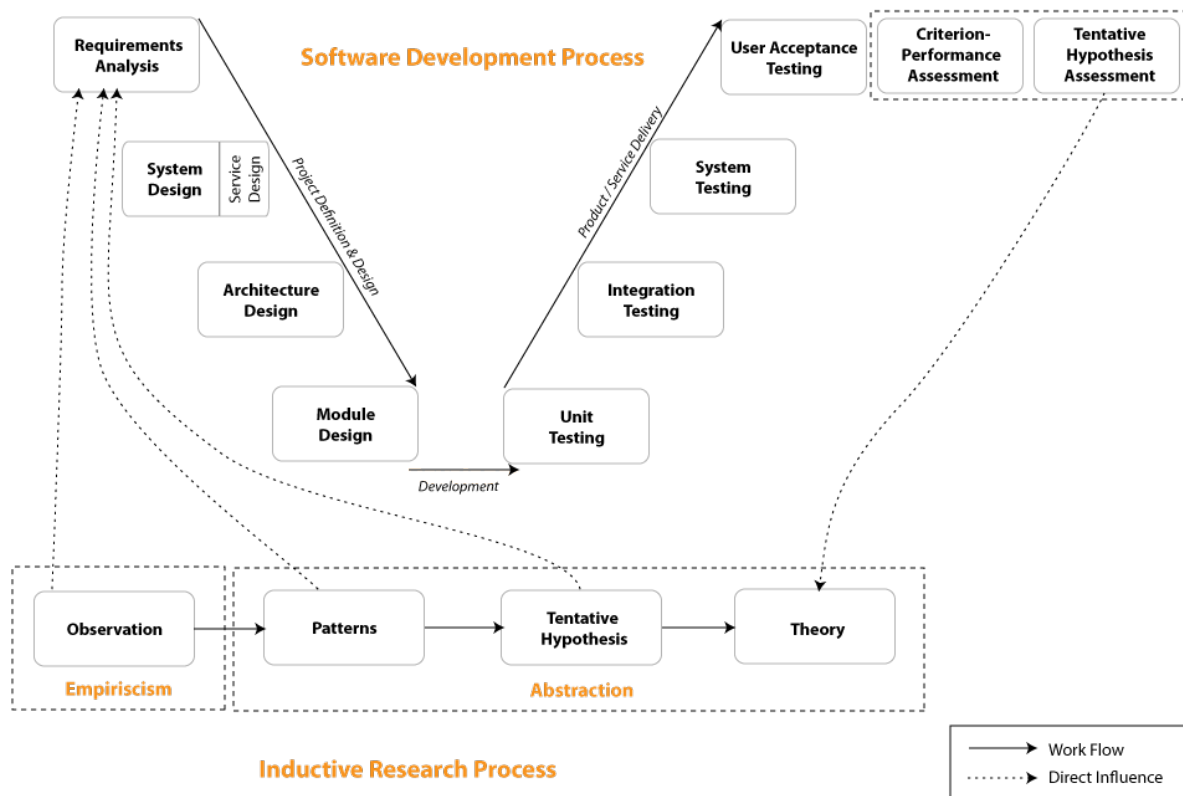 Requirements
Analysis
Software Development Process
User Acceptance
Testing
Criterion-
Performance
Assessment
Tentative
Hypothesis
Assessment
System
Design
Service
Design
Project Definition & Design
Product / Service Delivery
System
Testing
Architecture
Design
Integration
Testing
Module
Design
Unit
Testing
Development
Observation
Patterns
Tentative
Hypothesis
Theory
Empiriscism
Abstraction
Inductive Research Process
Work Flow
Direct Influence